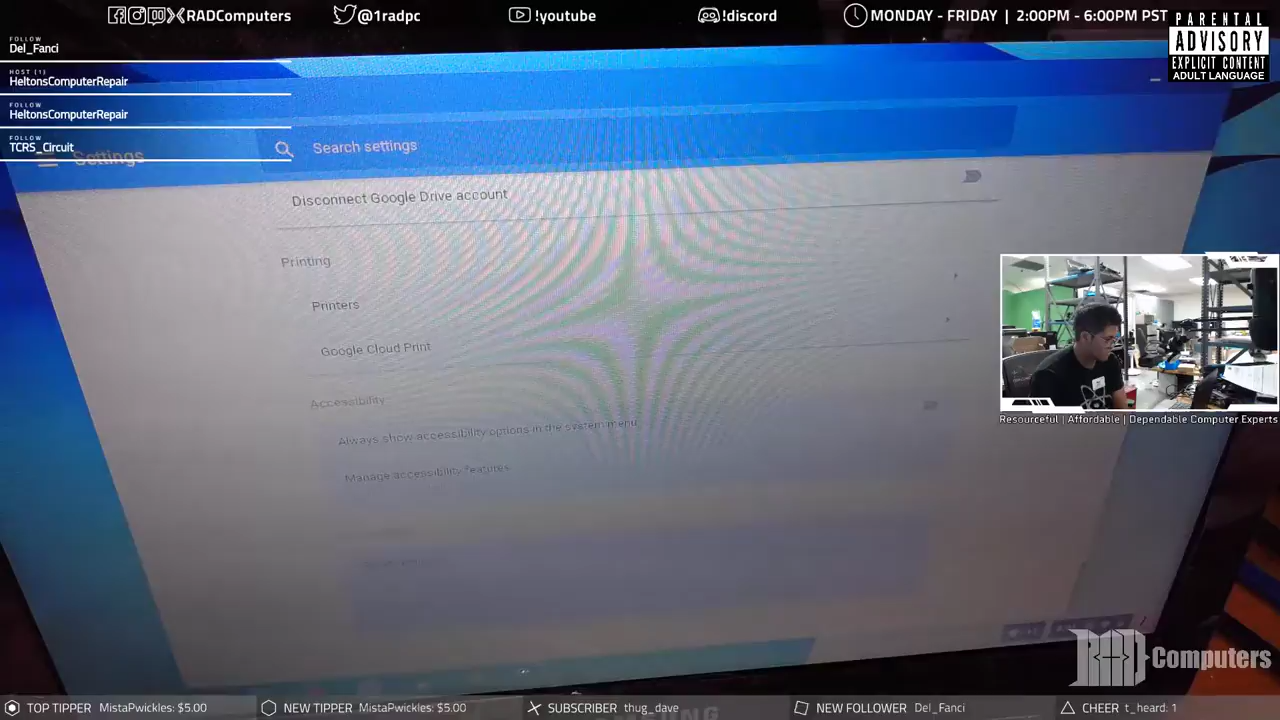 RADComputers
@1radpc
!youtube
!discord
MONDAY - FRIDAY | 2:00PM - 6:00PM PST
PARENTAL
ADVISORY
EXPLICIT CONTENT
ADULT LANGUAGE
FOLLOW
Del_Fanci
HOST (1)
HeltonsComputerRepair
FOLLOW
HeltonsComputerRepair
FOLLOW
TCRS_Circuit
Settings
Search settings
Disconnect Google Drive account
Printing
Printers
Google Cloud Print
Accessibility
Always show accessibility options in the system menu
Manage accessibility features
Resourceful | Affordable | Dependable Computer Experts
RAD Computers
TOP TIPPER MistaPwickles: $5.00
NEW TIPPER MistaPwickles: $5.00
SUBSCRIBER thug_dave
NEW FOLLOWER Del_Fanci
CHEER t_heard: 1